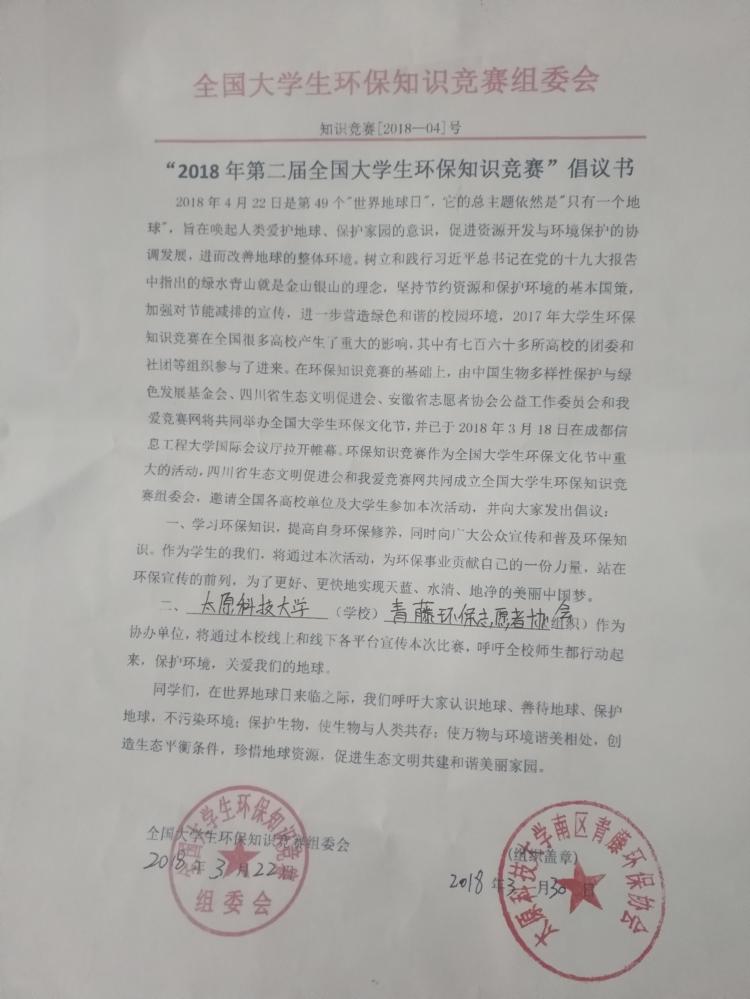 全国大学生环保知识竞赛组委会
知识竞赛[2018—04]号
“2018年第二届全国大学生环保知识竞赛”倡议书
2018年4月22日是第49个"世界地球日"，它的总主题依然是"只有一个地
球"，旨在唤起人类爱护地球、保护家园的意识，促进资源开发与环境保护的协
调发展，进而改善地球的整体环境。树立和践行习近平总书记在党的十九大报告
中指出的绿水青山就是金山银山的理念，坚持节约资源和保护环境的基本国策，
加强对节能减排的宣传，进一步营造绿色和谐的校园环境，2017年大学生环保
知识竞赛在全国很多高校产生了重大的影响，其中有七百六十多所高校的团委和
社团等组织参与了进来。在环保知识竞赛的基础上，由中国生物多样性保护与绿
色发展基金会、四川省生态文明促进会、安徽省志愿者协会公益工作委员会和我
爱竞赛网将共同举办全国大学生环保文化节，并已于2018年3月18日在成都信
息工程大学国际会议厅拉开帷幕。环保知识竞赛作为全国大学生环保文化节中重
大的活动，四川省生态文明促进会和我爱竞赛网共同成立全国大学生环保知识竞
赛组委会，邀请全国各高校单位及大学生参加本次活动，并向大家发出倡议：
一、学习环保知识，提高自身环保修养，同时向广大公众宣传和普及环保知
识。作为学生的我们，将通过本次活动，为环保事业贡献自己的一份力量，站在
环保宣传的前列，为了更好、更快地实现天蓝、水清、地净的美丽中国梦。
二、太原科技大学（学校）青藤环保志愿者协会组织）作为
协办单位，将通过本校线上和线下各平台宣传本次比赛，呼吁全校师生都行动起
来，保护环境，关爱我们的地球。
同学们，在世界地球日来临之际，我们呼吁大家认识地球、善待地球、保护
地球，不污染环境；保护生物，使生物与人类共存；使万物与环境谐美相处，创
造生态平衡条件，珍惜地球资源，促进生态文明共建和谐美丽家园。
全国大学生环保知识竞赛组委会
2018年3月22日
全国大学生环保知识竞赛
组委会
(组织盖章)
2018年3月30日
太原科技大学南区青藤环保协会